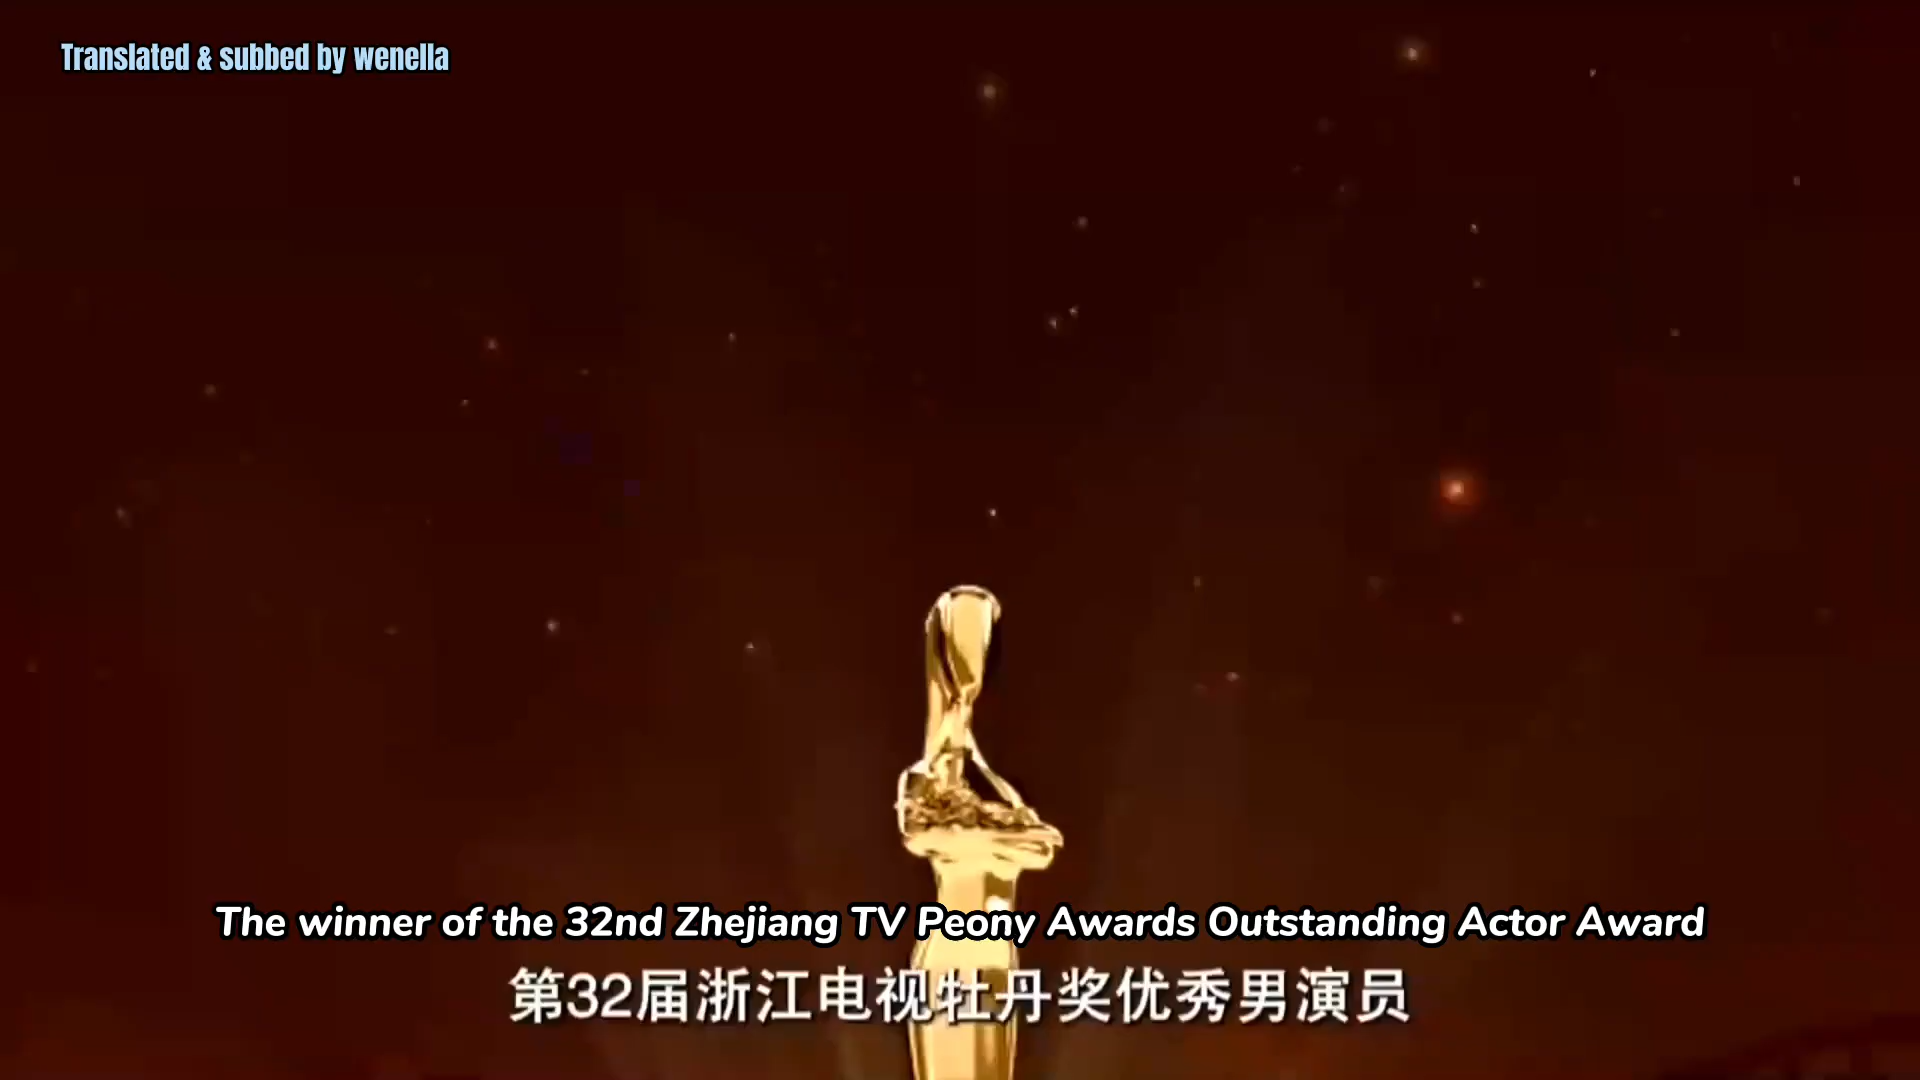 Translated & subbed by wenella
The winner of the 32nd Zhejiang TV Peony Awards Outstanding Actor Award
第32届浙江电视牡丹奖优秀男演员